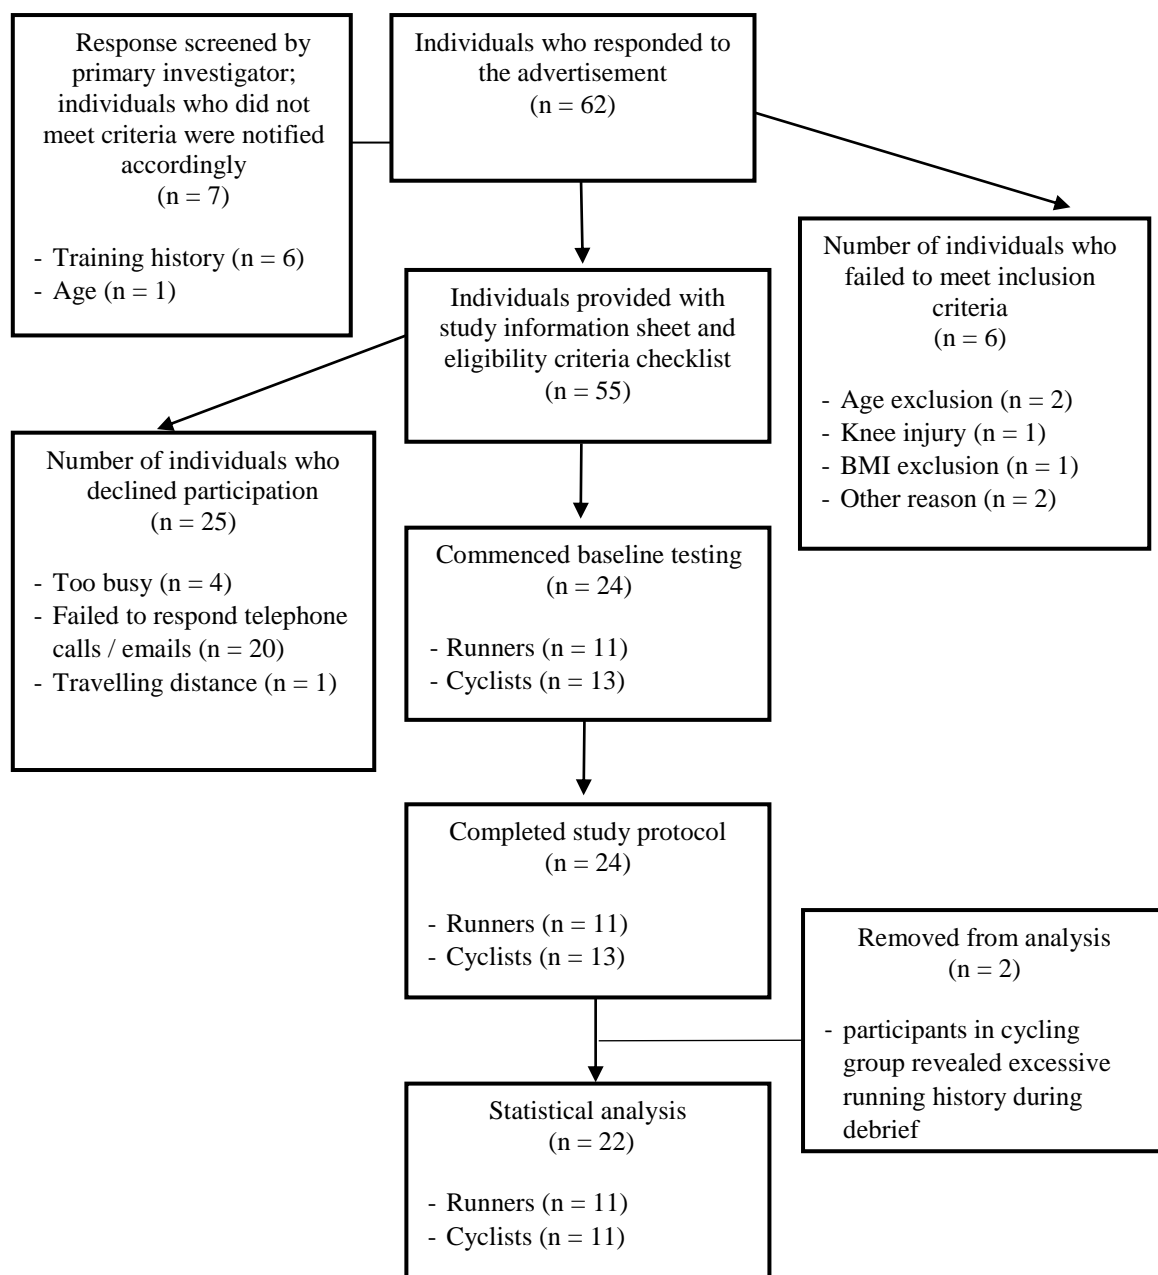 Response screened by
primary investigator;
individuals who did not
meet criteria were notified
accordingly
(n = 7)
- Training history (n = 6)
- Age (n = 1)
Individuals who responded to
the advertisement
(n = 62)
Number of individuals who
failed to meet inclusion
criteria
(n = 6)
- Age exclusion (n = 2)
- Knee injury (n = 1)
- BMI exclusion (n = 1)
- Other reason (n = 2)
Individuals provided with
study information sheet and
eligibility criteria checklist
(n = 55)
Number of individuals who
declined participation
(n = 25)
- Too busy (n = 4)
- Failed to respond telephone
calls / emails (n = 20)
- Travelling distance (n = 1)
Commenced baseline testing
(n = 24)
- Runners (n = 11)
- Cyclists (n = 13)
Completed study protocol
(n = 24)
- Runners (n = 11)
- Cyclists (n = 13)
Removed from analysis
(n = 2)
- participants in cycling
group revealed excessive
running history during
debrief
Statistical analysis
(n = 22)
- Runners (n = 11)
- Cyclists (n = 11)